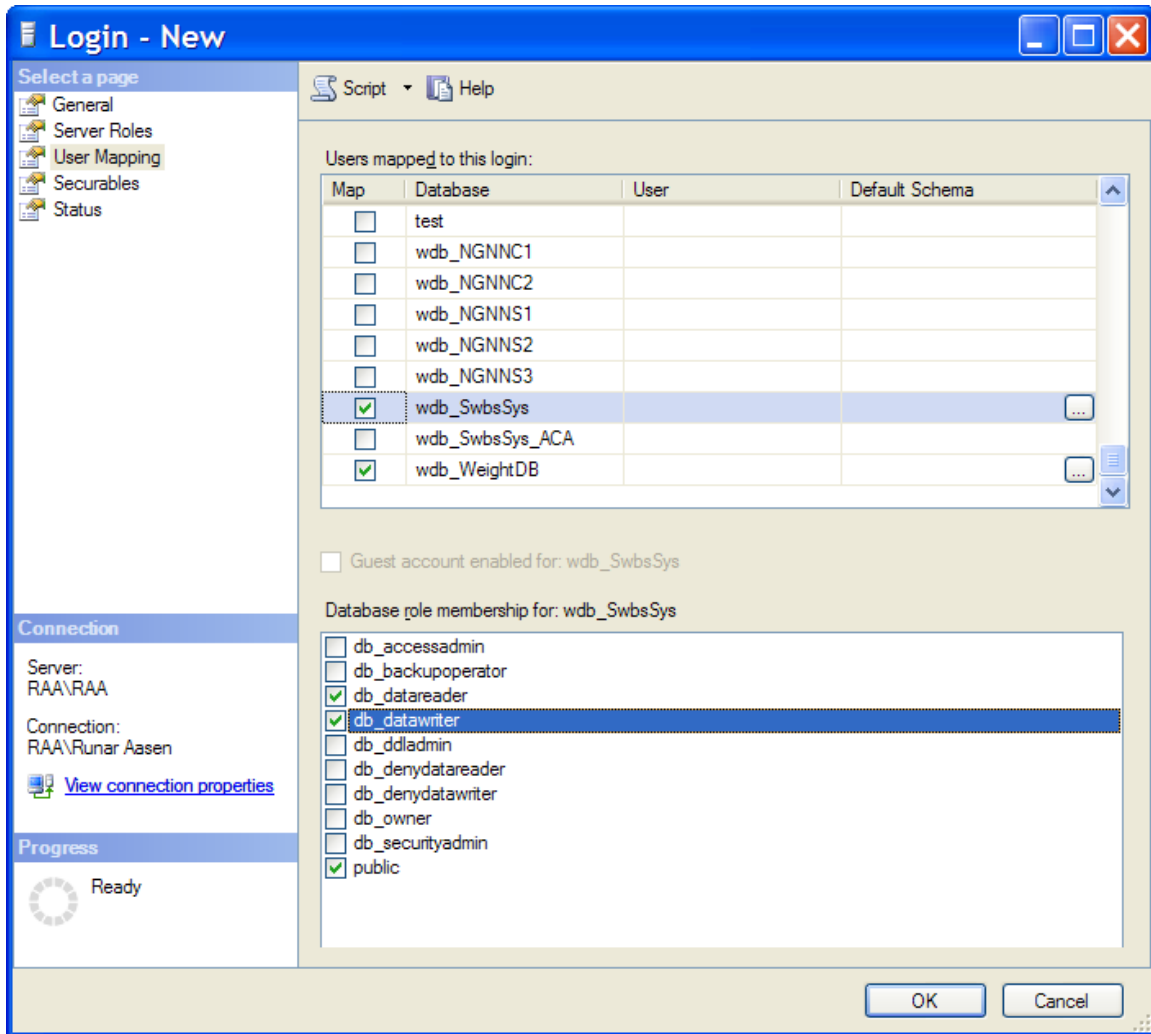 Login - New
Select a page
General
Server Roles
User Mapping
Securables
Status
Script Help
Users mapped to this login:
Map Database User Default Schema
test
wdb_NGNNC1
wdb_NGNNC2
wdb_NGNNS1
wdb_NGNNS2
wdb_NGNNS3
wdb_SwbsSys ...
wdb_SwbsSys_ACA
wdb_WeightDB ...
Guest account enabled for: wdb_SwbsSys
Database role membership for: wdb_SwbsSys
db_accessadmin
db_backupoperator
db_datareader
db_datawriter
db_ddladmin
db_denydatareader
db_denydatawriter
db_owner
db_securityadmin
public
Connection
Server:
RAA\RAA
Connection:
RAA\Runar Aasen
View connection properties
Progress
Ready
OK Cancel